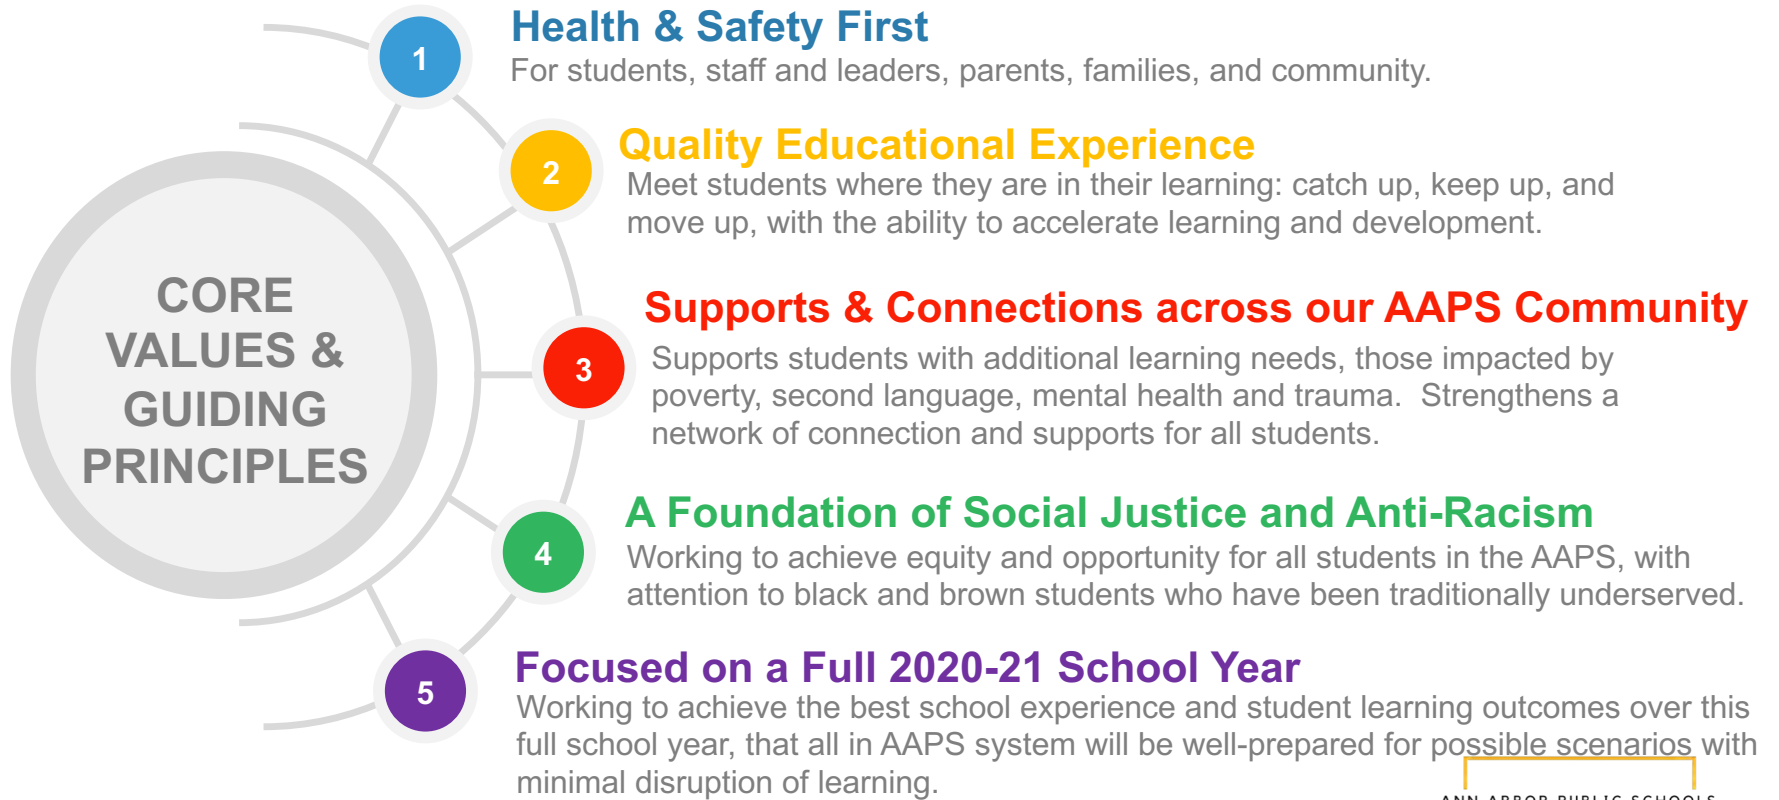 CORE
VALUES &
GUIDING
PRINCIPLES
1
Health & Safety First
For students, staff and leaders, parents, families, and community.
2
Quality Educational Experience
Meet students where they are in their learning: catch up, keep up, and
move up, with the ability to accelerate learning and development.
3
Supports & Connections across our AAPS Community
Supports students with additional learning needs, those impacted by
poverty, second language, mental health and trauma.  Strengthens a
network of connection and supports for all students.
4
A Foundation of Social Justice and Anti-Racism
Working to achieve equity and opportunity for all students in the AAPS, with
attention to black and brown students who have been traditionally underserved.
5
Focused on a Full 2020-21 School Year
Working to achieve the best school experience and student learning outcomes over this
full school year, that all in AAPS system will be well-prepared for possible scenarios with
minimal disruption of learning.
ANN ARBOR PUBLIC SCHOOLS